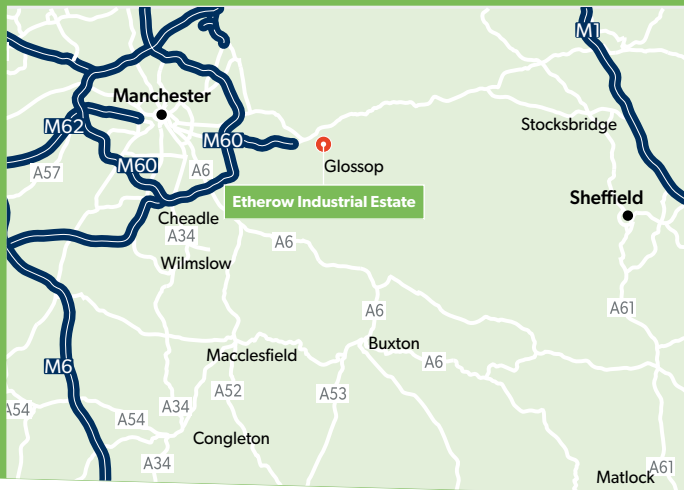 M1
Manchester
M62
Stocksbridge
M60
A57
M60
A6
Glossop
Etherow Industrial Estate
Sheffield
Cheadle
A34
A6
Wilmslow
A6
A61
Buxton
Macclesfield
A6
M6
A52
A53
A54
A34
A54
Congleton
A34
A61
Matlock